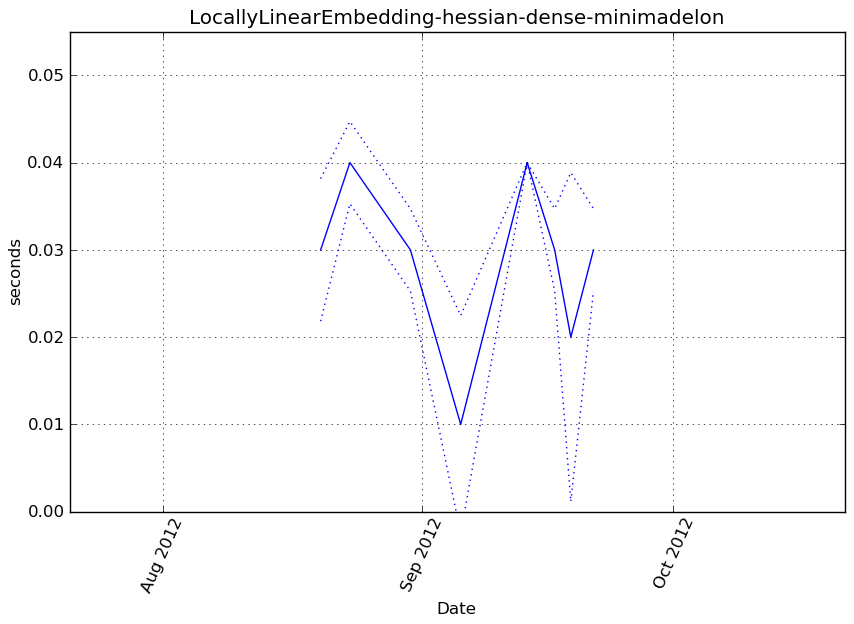 LocallyLinearEmbedding-hessian-dense-minimadelon
0.05
0.04
0.03
0.02
0.01
0.00
seconds
Aug 2012
Sep 2012
Oct 2012
Date